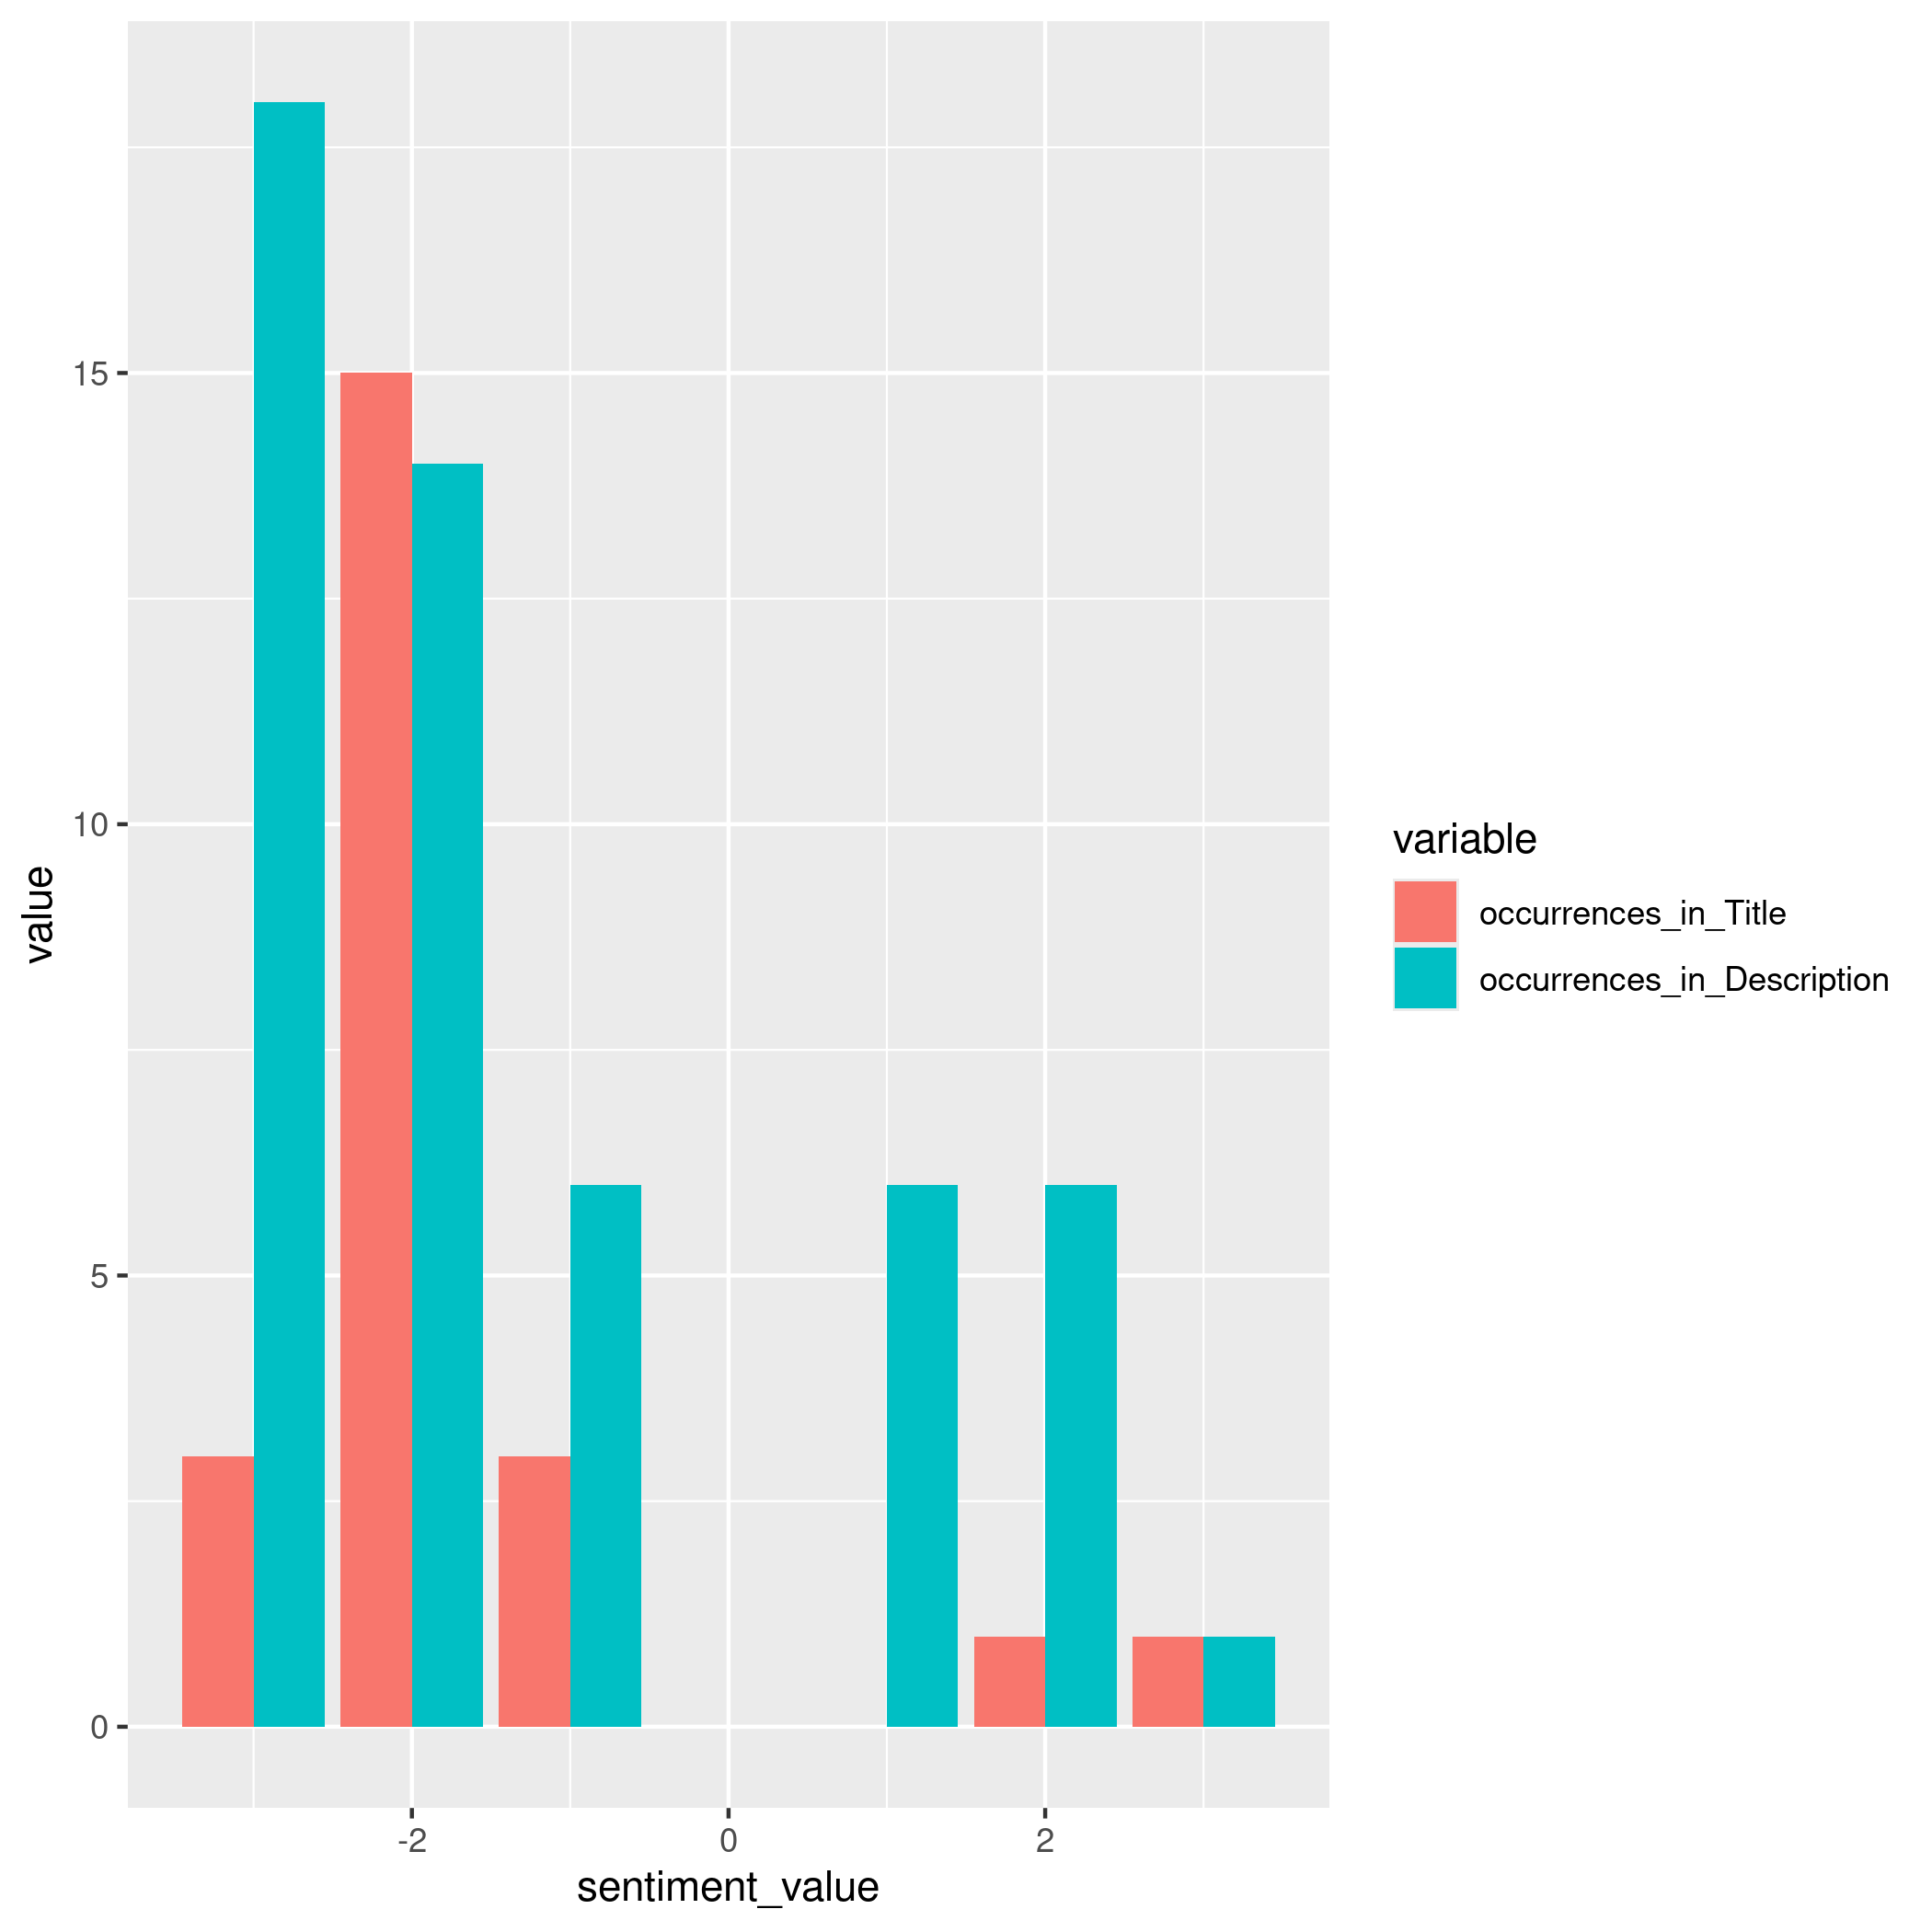 15
10
5
0
value
-2 0 2
sentiment_value
variable
occurrences_in_Title
occurrences_in_Description